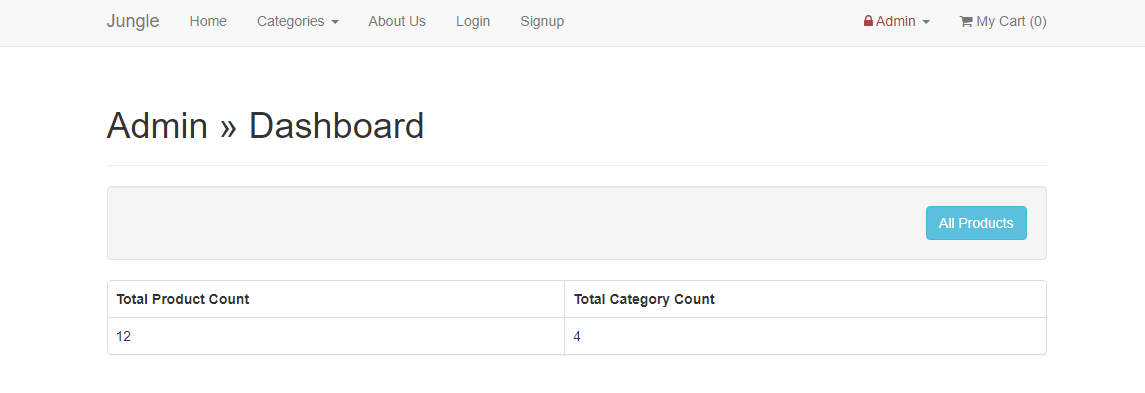 Jungle Home Categories About Us Login Signup Admin My Cart (0)
Admin » Dashboard
All Products
Total Product Count Total Category Count
12 4